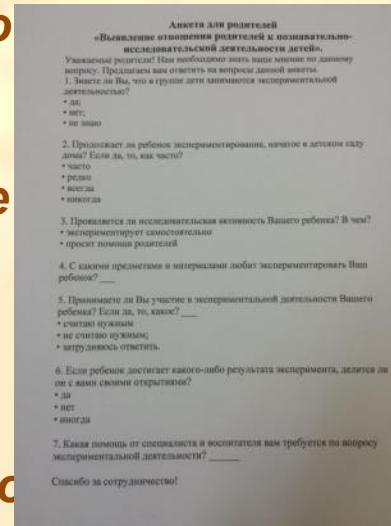 Анкета для родителей
«Выявление отношения родителей к познавательно-
исследовательской деятельности детей».
Уважаемые родители! Нам необходимо знать ваше мнение по данному
вопросу. Предлагаем вам ответить на вопросы данной анкеты.
1. Знаете ли Вы, что в группе дети занимаются экспериментальной
деятельностью?
• да;
• нет;
• не знаю
2. Продолжает ли ребенок экспериментирование, начатое в детском саду
дома? Если да, то, как часто?
• часто
• редко
• всегда
• никогда
3. Проявляется ли исследовательская активность Вашего ребенка? В чем?
• экспериментирует самостоятельно
• просит помощи родителей
4. С какими предметами и материалами любит экспериментировать Ваш
ребенок? ___
5. Принимаете ли Вы участие в экспериментальной деятельности Вашего
ребенка? Если да, то, какое? ___
• считаю нужным
• не считаю нужным;
• затрудняюсь ответить.
6. Если ребенок достигает какого-либо результата эксперимента, делится ли
он с вами своими открытиями?
• да
• нет
• иногда
7. Какая помощь от специалиста и воспитателя вам требуется по вопросу
экспериментальной деятельности? ______
Спасибо за сотрудничество!